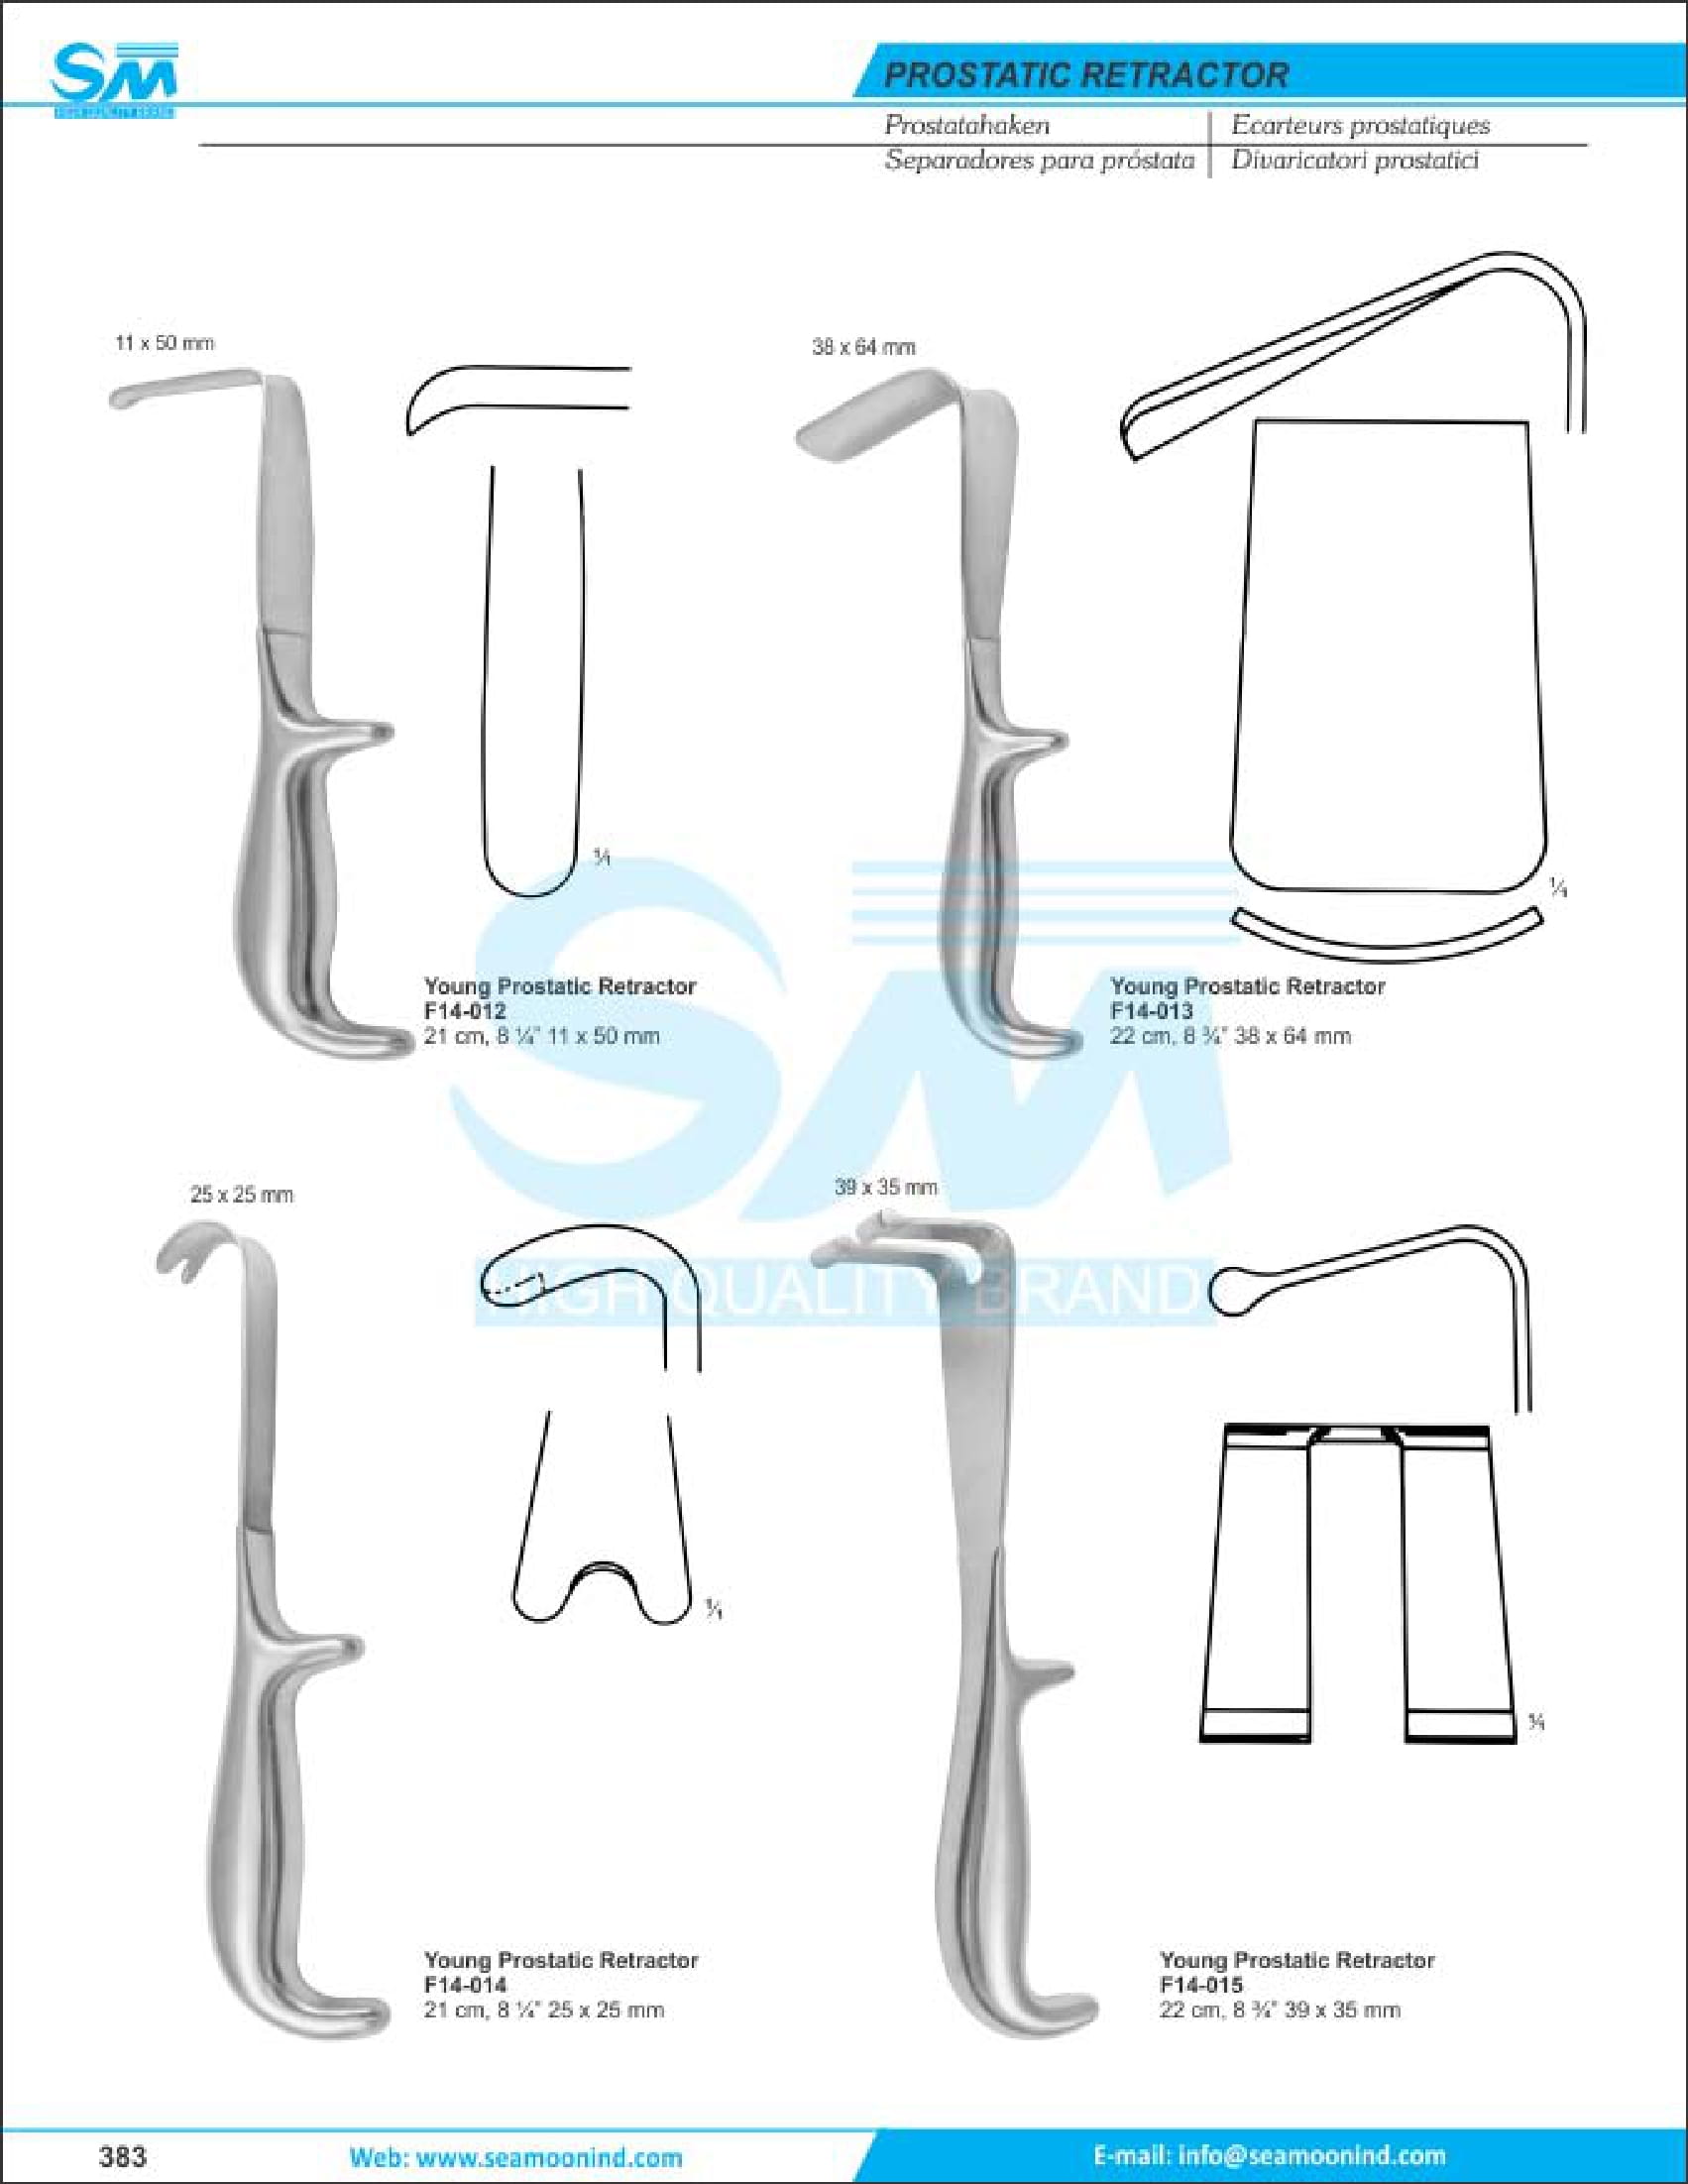 SM
PROSTATIC RETRACTOR
Prostatahaken
Ecarteurs prostatiques
Separadores para próstata
Divaricatori prostatici
11 x 50 mm
38 x 64 mm
¼
¼
Young Prostatic Retractor
F14-012
21 cm, 8 ¼" 11 x 50 mm
Young Prostatic Retractor
F14-013
22 cm, 8 ¾" 38 x 64 mm
SM
HIGH QUALITY BRAND
25 x 25 mm
39 x 35 mm
Young Prostatic Retractor
F14-014
21 cm, 8 ¼" 25 x 25 mm
Young Prostatic Retractor
F14-015
22 cm, 8 ¾" 39 x 35 mm
383
Web: www.seamoonind.com
E-mail: info@seamoonind.com